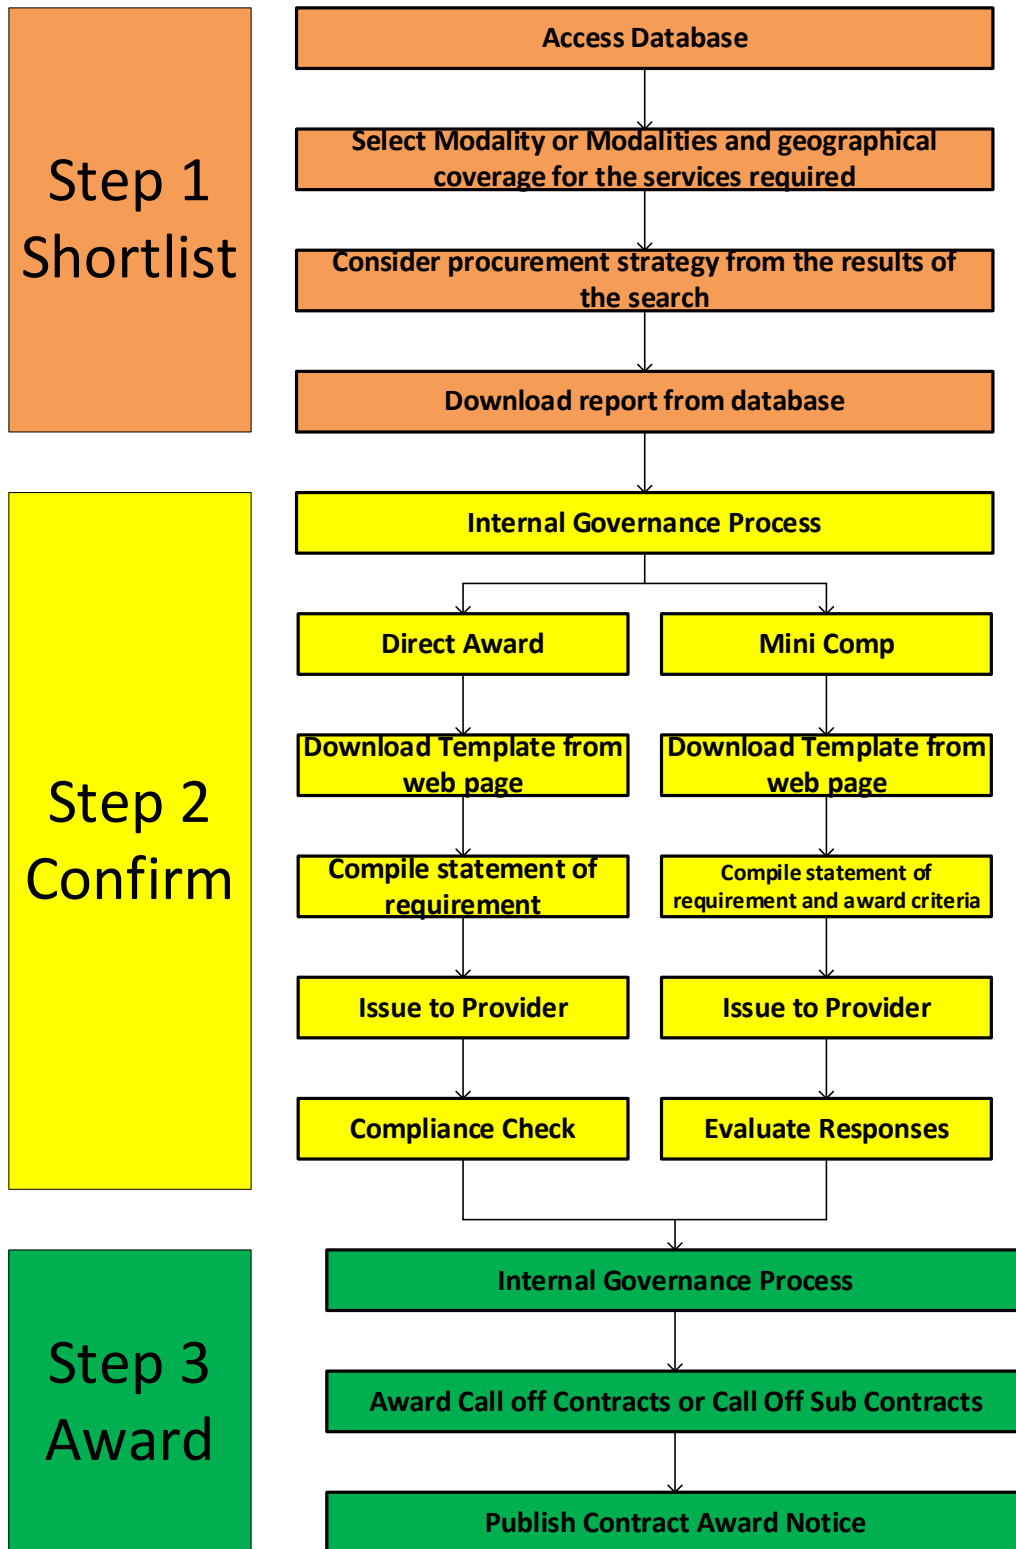 Step 1
Shortlist
Access Database
Select Modality or Modalities and geographical
coverage for the services required
Consider procurement strategy from the results of
the search
Download report from database
Step 2
Confirm
Internal Governance Process
Direct Award
Mini Comp
Download Template from
web page
Download Template from
web page
Compile statement of
requirement
Compile statement of
requirement and award criteria
Issue to Provider
Issue to Provider
Compliance Check
Evaluate Responses
Step 3
Award
Internal Governance Process
Award Call off Contracts or Call Off Sub Contracts
Publish Contract Award Notice